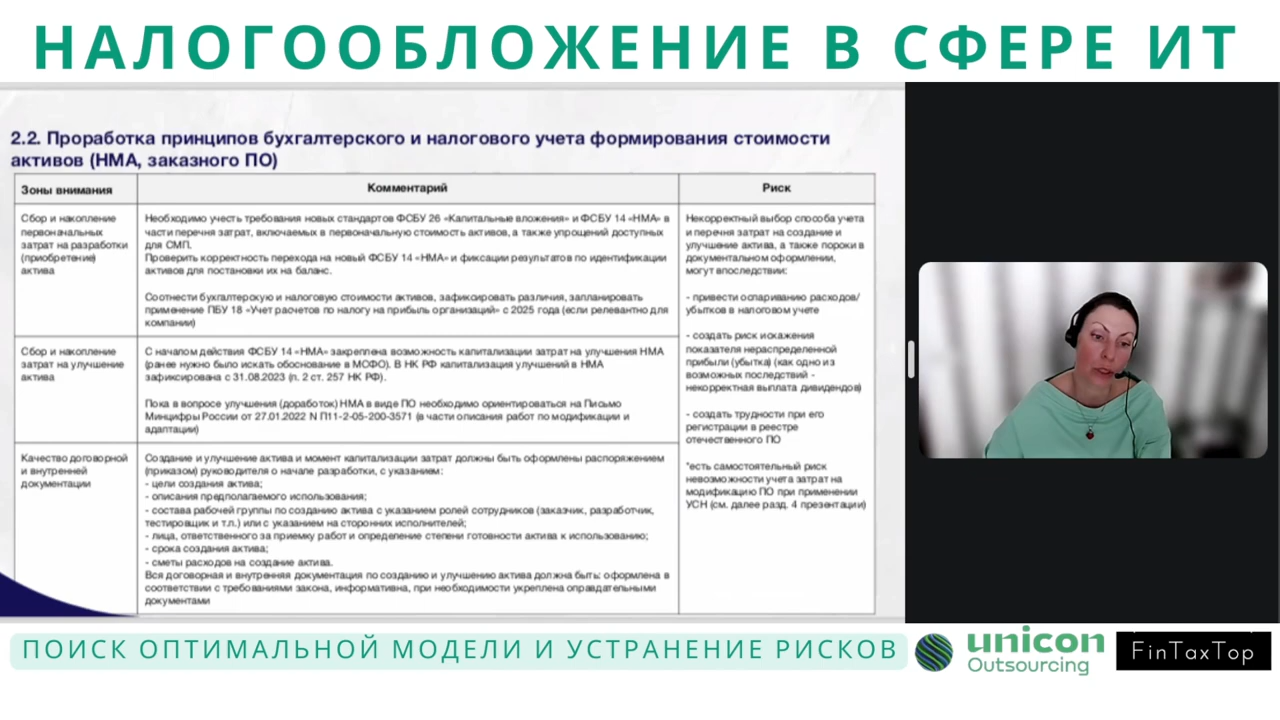 НАЛОГООБЛОЖЕНИЕ В СФЕРЕ ИТ
2.2. Проработка принципов бухгалтерского и налогового учета формирования стоимости
активов (НМА, заказного ПО)
Зоны внимания
Комментарий
Риск
Сбор и накопление
первоначальных
затрат на разработки
(приобретение)
актива
Необходимо учесть требования новых стандартов ФСБУ 26 «Капитальные вложения» и ФСБУ 14 «НМА» в
части перечня затрат, включаемых в первоначальную стоимость активов, а также упрощений доступных
для СМП.
Проверить корректность перехода на новый ФСБУ 14 «НМА» и фиксации результатов по идентификации
активов для постановки их на баланс.
Соотнести бухгалтерскую и налоговую стоимости активов, зафиксировать различия, запланировать
применение ПБУ 18 «Учет расчетов по налогу на прибыль организаций» с 2025 года (если релевантно для
компании)
Сбор и накопление
затрат на улучшение
актива
С началом действия ФСБУ 14 «НМА» закреплена возможность капитализации затрат на улучшения НМА
(ранее нужно было искать обоснование в МСФО). В НК РФ капитализация улучшений в НМА
зафиксирована с 31.08.2023 (п. 2 ст. 257 НК РФ).
Пока в вопросе улучшения (доработок) НМА в виде ПО необходимо ориентироваться на Письмо
Минцифры России от 27.01.2022 N П11-2-05-200-3571 (в части описания работ по модификации и
адаптации)
Качество договорной
и внутренней
документации
Создание и улучшение актива и момент капитализации затрат должны быть оформлены распоряжением
(приказом) руководителя о начале разработки, с указанием:
- цели создания актива;
- описания предполагаемого использования;
- состава рабочей группы по созданию актива с указанием ролей сотрудников (заказчик, разработчик,
тестировщик и т.п.) или с указанием на сторонних исполнителей;
- лица, ответственного за приемку работ и определение степени готовности актива к использованию;
- срока создания актива;
- сметы расходов на создание актива.
Вся договорная и внутренняя документация по созданию и улучшению актива должна быть: оформлена в
соответствии с требованиями закона, информативна, при необходимости укреплена оправдательными
документами
Некорректный выбор способа учета
и перечня затрат на создание и
улучшение актива, а также пороки в
документальном оформлении,
могут впоследствии:
- привести оспариванию расходов/
убытков в налоговом учете
- создать риск искажения
показателя нераспределенной
прибыли (убытка) (как одно из
возможных последствий -
некорректная выплата дивидендов)
- создать трудности при его
регистрации в реестре
отечественного ПО
*есть самостоятельный риск
невозможности учета затрат на
модификацию ПО при применении
УСН (см. далее разд. 4 презентации)
ПОИСК ОПТИМАЛЬНОЙ МОДЕЛИ И УСТРАНЕНИЕ РИСКОВ
unicon
Outsourcing
FinTaxTop